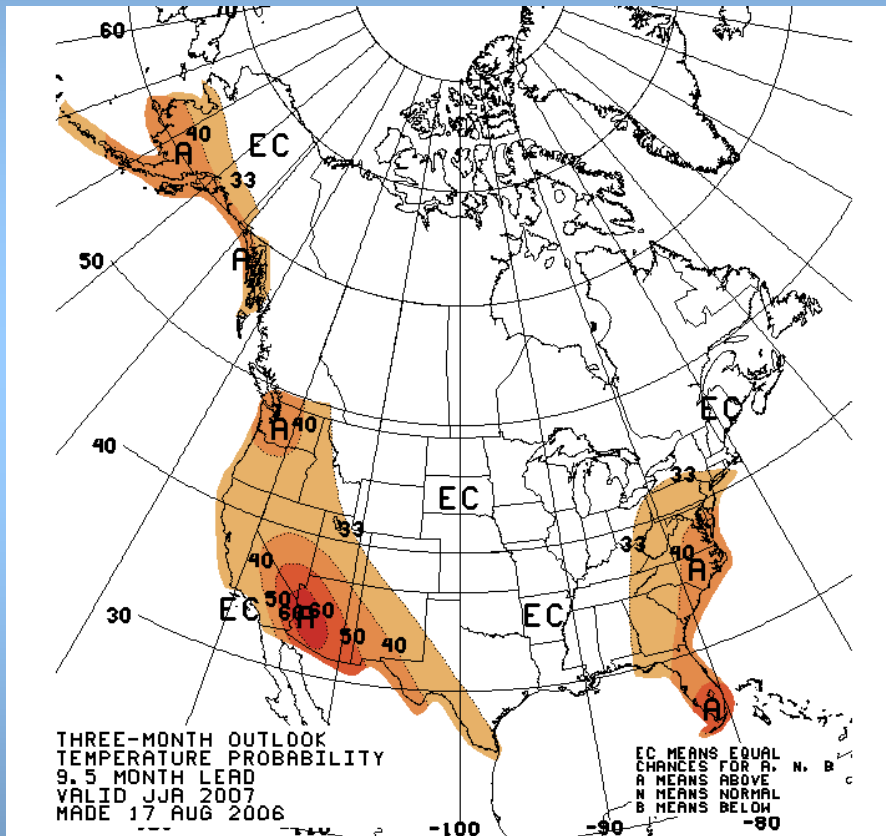 70
60
40
A
EC
33
50
A
A
40
EC
40
EC
33
33
33
40
A
40
50
60
A
60
50
40
EC
EC
30
A
THREE-MONTH OUTLOOK
TEMPERATURE PROBABILITY
9.5 MONTH LEAD
VALID JJA 2007
MADE 17 AUG 2006
EC MEANS EQUAL
CHANCES FOR A, N, B
A MEANS ABOVE
N MEANS NORMAL
B MEANS BELOW
-100
-90
-80